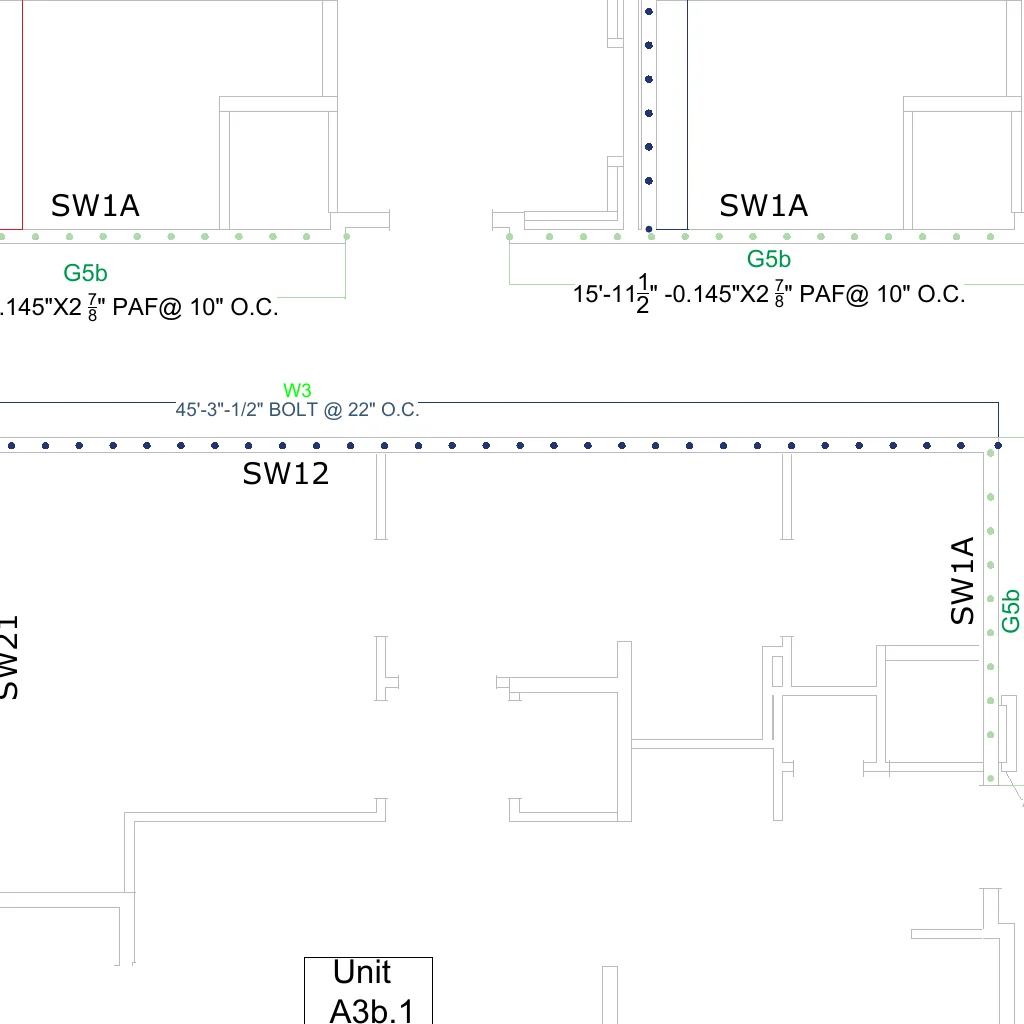 SW1A
SW1A
G5b
.145"X2 7/8" PAF@ 10" O.C.
G5b
15'-11 1/2" -0.145"X2 7/8" PAF@ 10" O.C.
W3
45'-3"-1/2" BOLT @ 22" O.C.
SW12
SW1A
G5b
SW21
Unit
A3b.1